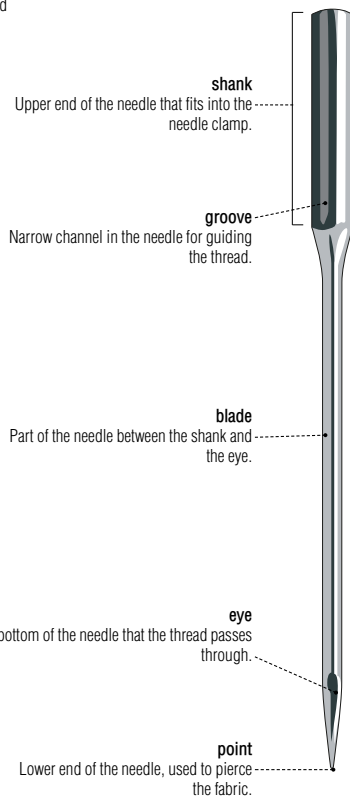 d
shank
Upper end of the needle that fits into the
needle clamp.
groove
Narrow channel in the needle for guiding
the thread.
blade
Part of the needle between the shank and
the eye.
eye
bottom of the needle that the thread passes
through.
point
Lower end of the needle, used to pierce
the fabric.